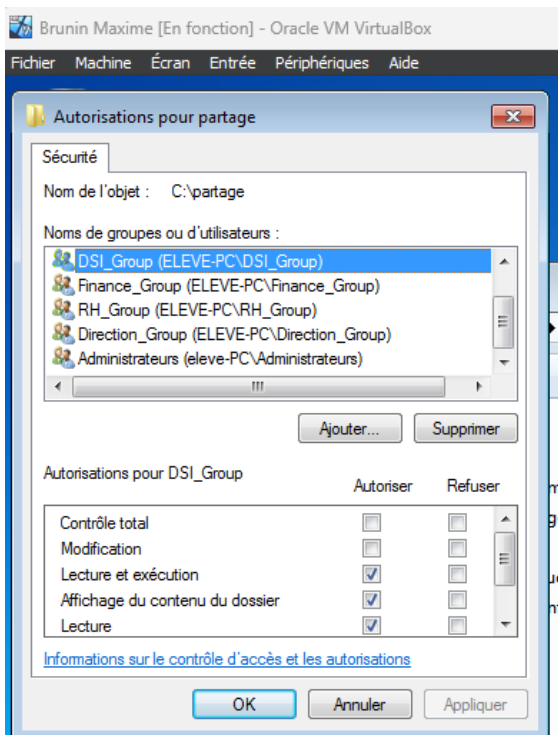 Brunin Maxime [En fonction] - Oracle VM VirtualBox
Fichier Machine Écran Entrée Périphériques Aide
Autorisations pour partage
Sécurité
Nom de l'objet : C:\partage
Noms de groupes ou d'utilisateurs :
DSI_Group (ELEVE-PC\DSI_Group)
Finance_Group (ELEVE-PC\Finance_Group)
RH_Group (ELEVE-PC\RH_Group)
Direction_Group (ELEVE-PC\Direction_Group)
Administrateurs (eleve-PC\Administrateurs)
Ajouter... Supprimer
Autorisations pour DSI_Group Autoriser Refuser
Contrôle total
Modification
Lecture et exécution
Affichage du contenu du dossier
Lecture
Informations sur le contrôle d'accès et les autorisations
OK Annuler Appliquer